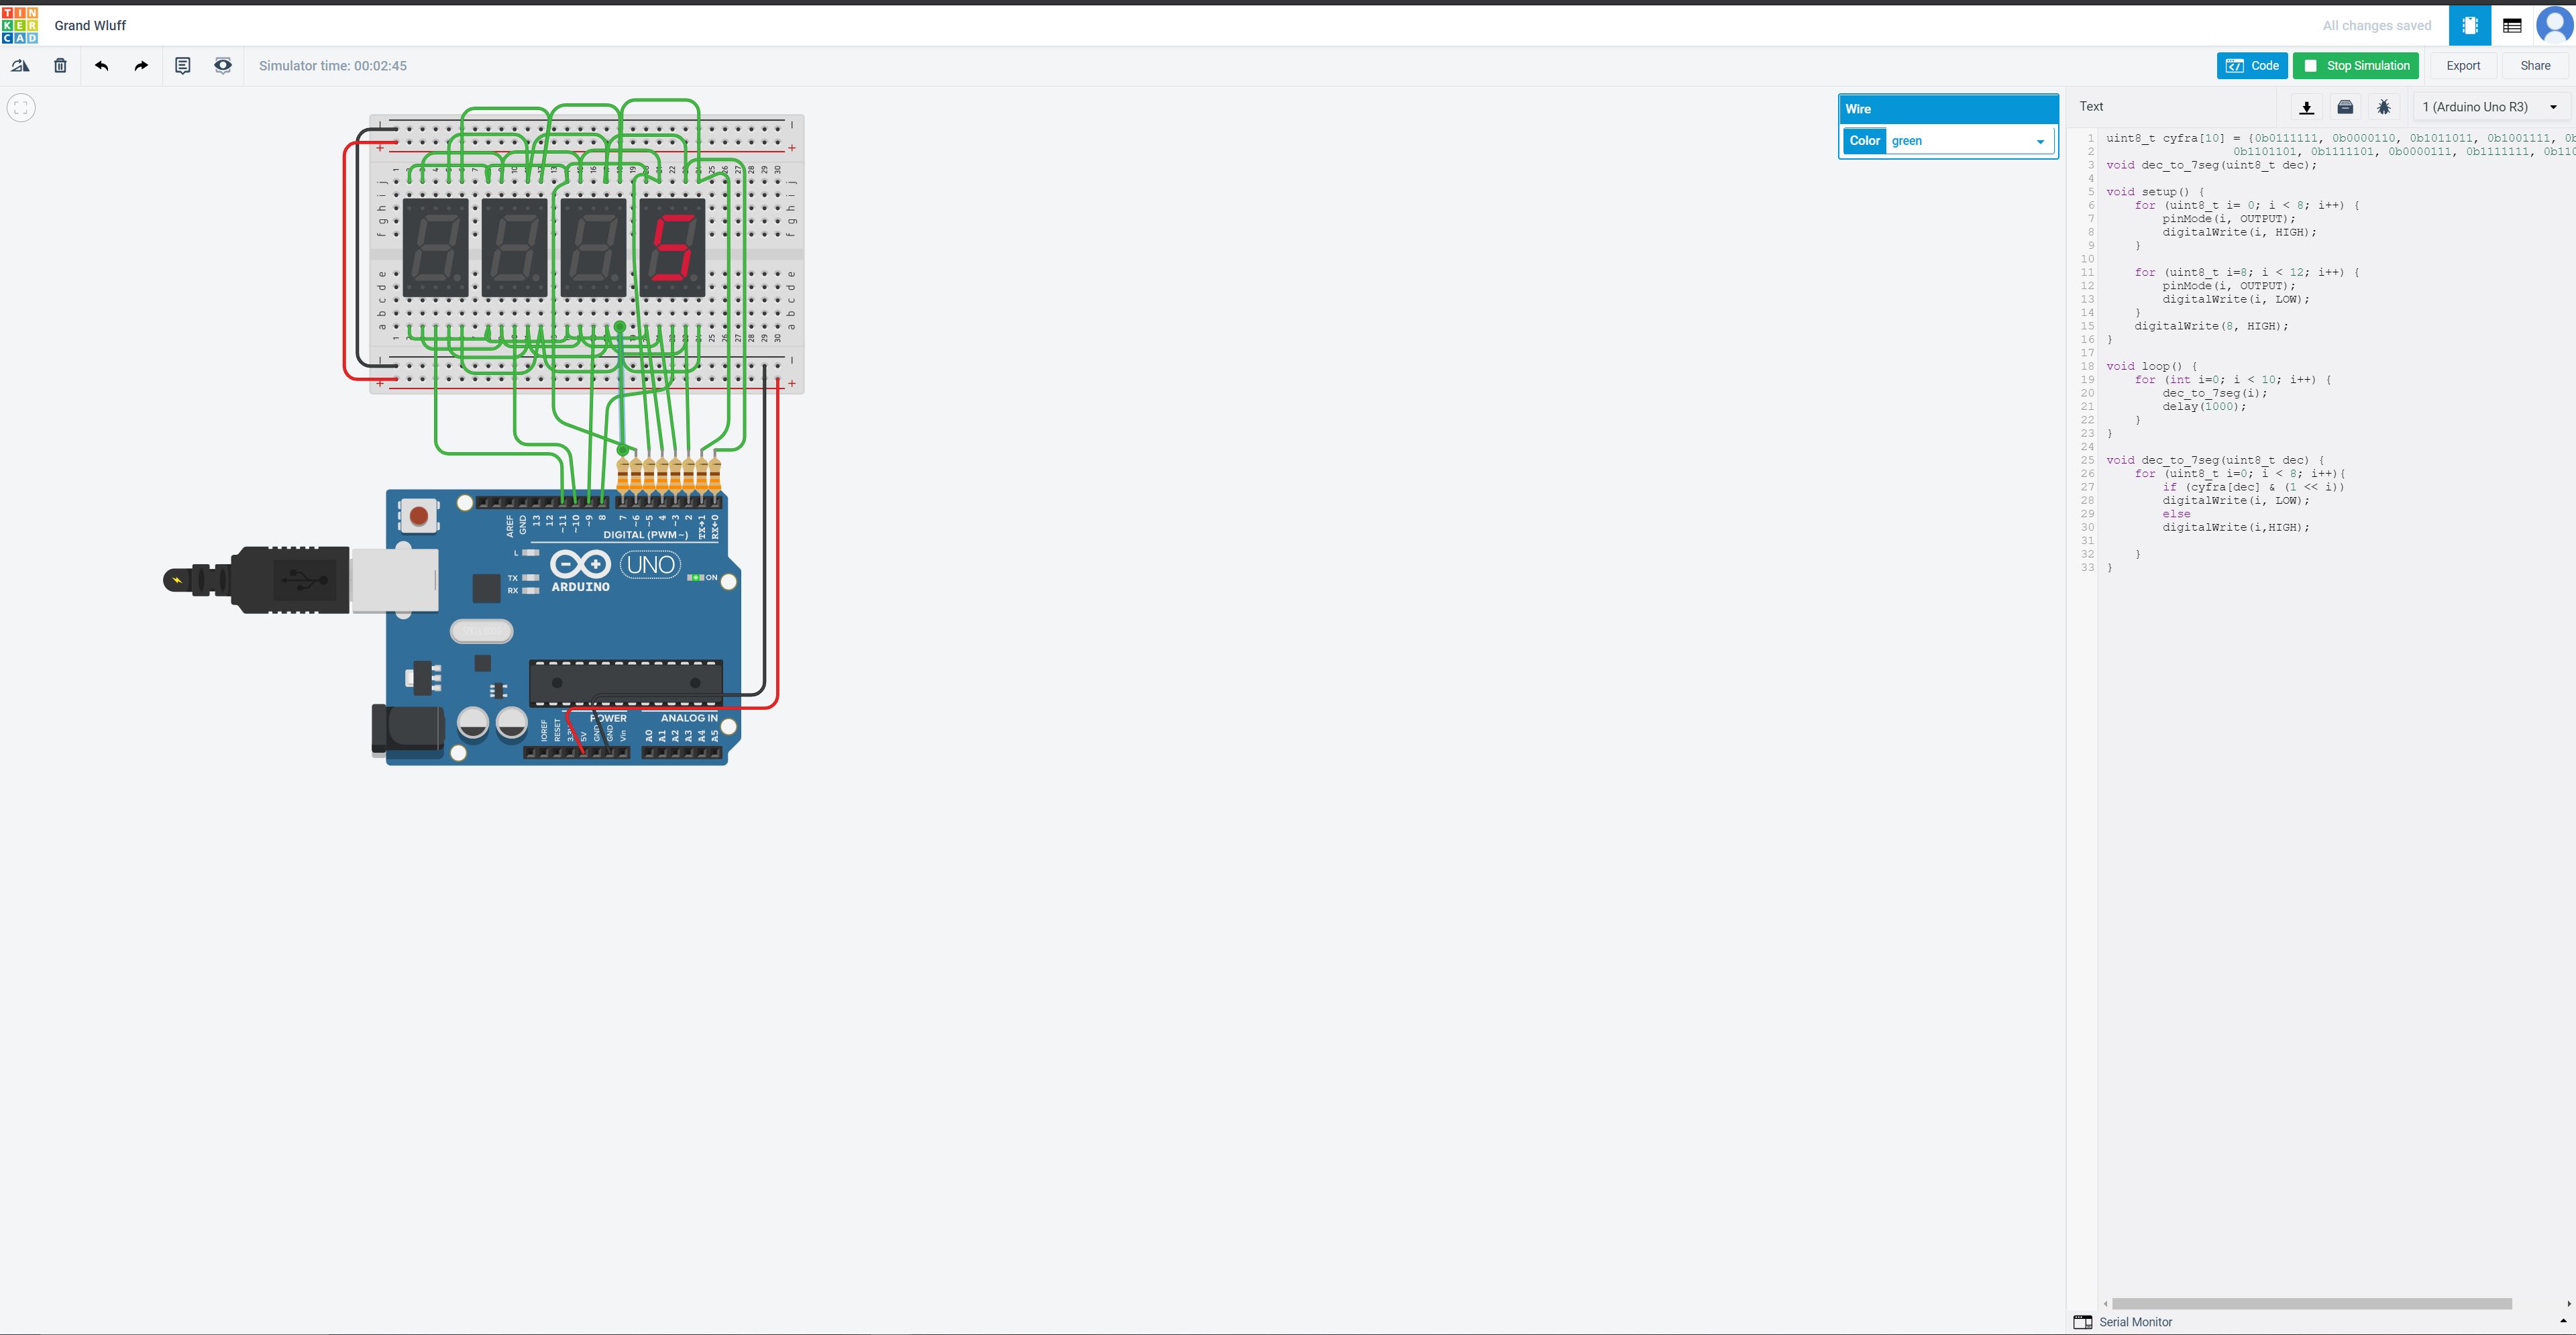 TIN
KER
CAD
Grand Wluff
All changes saved
Simulator time: 00:02:45
Code
Stop Simulation
Export
Share
Wire
Color green
Text
1 (Arduino Uno R3)
1 uint8_t cyfra[10] = {0b0111111, 0b0000110, 0b1011011, 0b1001111, 0b
2 0b1101101, 0b1111101, 0b0000111, 0b1111111, 0b110
3 void dec_to_7seg(uint8_t dec);
4
5 void setup() {
6 for (uint8_t i= 0; i < 8; i++) {
7 pinMode(i, OUTPUT);
8 digitalWrite(i, HIGH);
9 }
10
11 for (uint8_t i=8; i < 12; i++) {
12 pinMode(i, OUTPUT);
13 digitalWrite(i, LOW);
14 }
15 digitalWrite(8, HIGH);
16 }
17
18 void loop() {
19 for (int i=0; i < 10; i++) {
20 dec_to_7seg(i);
21 delay(1000);
22 }
23 }
24
25 void dec_to_7seg(uint8_t dec) {
26 for (uint8_t i=0; i < 8; i++){
27 if (cyfra[dec] & (1 << i))
28 digitalWrite(i, LOW);
29 else
30 digitalWrite(i,HIGH);
31
32 }
33 }
j i h g f
j i h g f
5
e d c b a
e d c b a
25 26 27 28 29 30
AREF GND 13 12 ~11 ~10 ~9 8 7 ~6 ~5 4 ~3 2 TX→1 RX←0
DIGITAL (PWM~)
L
TX
RX
UNO
ARDUINO
ON
POWER
ANALOG IN
IOREF RESET 5V GND GND Vin A0 A1 A2 A3 A4 A5
Serial Monitor